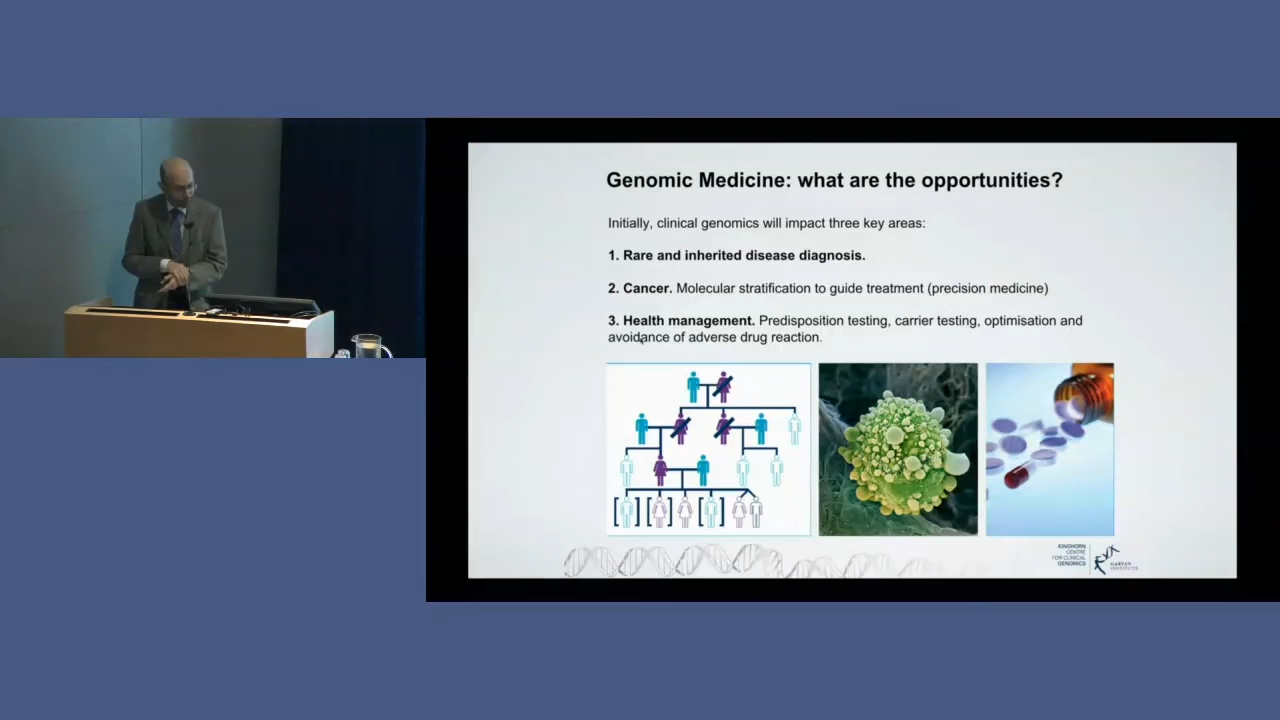 Genomic Medicine: what are the opportunities?
Initially, clinical genomics will impact three key areas:
1. Rare and inherited disease diagnosis.
2. Cancer. Molecular stratification to guide treatment (precision medicine)
3. Health management. Predisposition testing, carrier testing, optimisation and
avoidance of adverse drug reaction.
[ ] [ ] [ ]
KINGHORN
CENTRE
FOR CLINICAL
GENOMICS
GARVAN
INSTITUTE